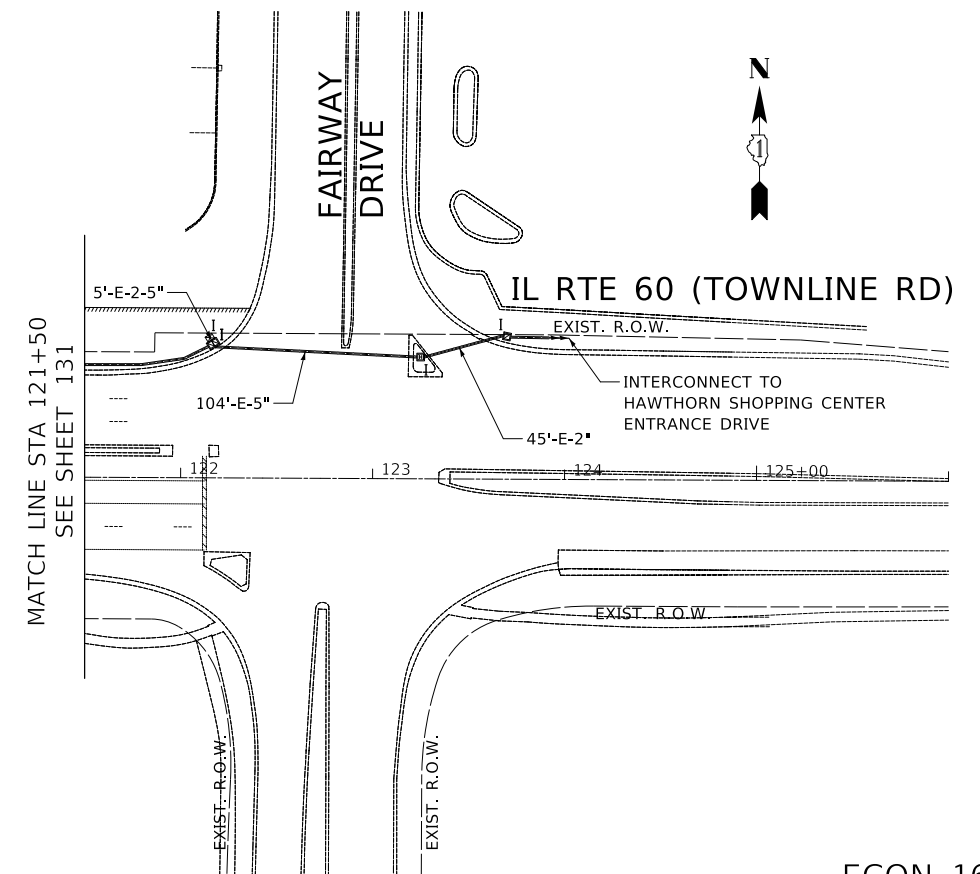 FAIRWAY
DRIVE
N
1
IL RTE 60 (TOWNLINE RD)
5'-E-2-5"
I
I
I
EXIST. R.O.W.
I
104'-E-5"
45'-E-2"
INTERCONNECT TO
HAWTHORN SHOPPING CENTER
ENTRANCE DRIVE
MATCH LINE STA 121+50
SEE SHEET 131
122
123
124
125+00
EXIST. R.O.W
EXIST. R.O.W.
EXIST. R.O.W.